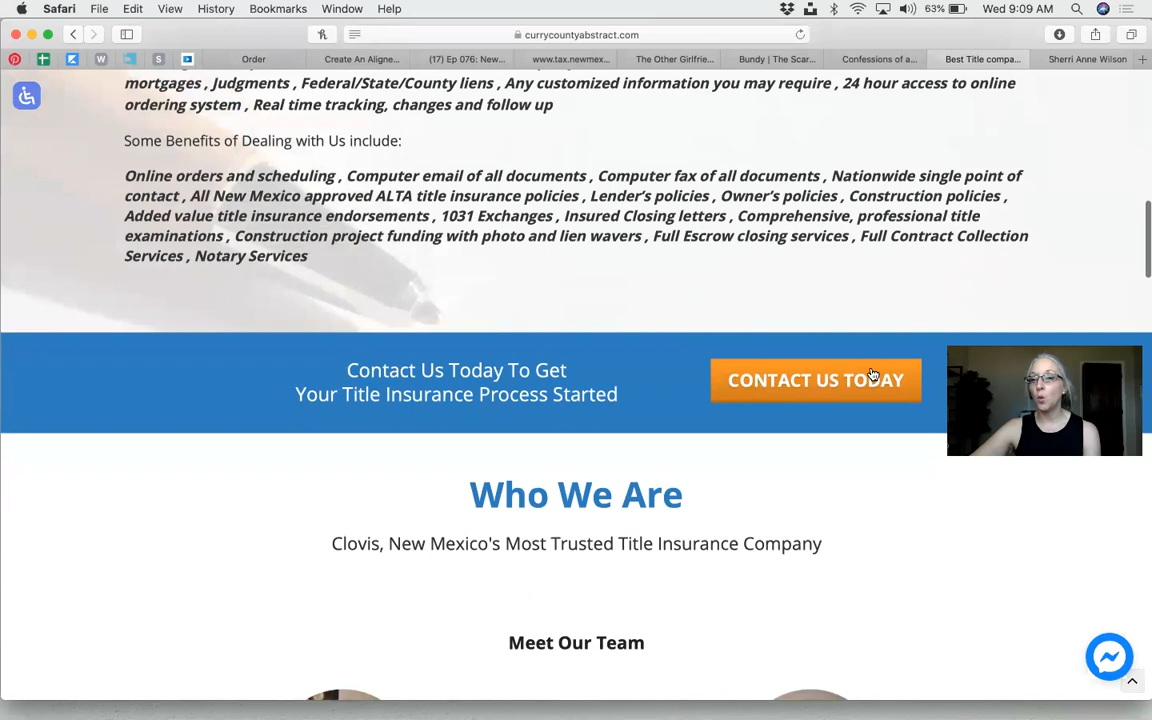 Safari File Edit View History Bookmarks Window Help 63% Wed 9:09 AM
currycountyabstract.com
Order Create An Aligne... (17) Ep 076: New... www.tax.newmex... The Other Girlfrie... Bundy | The Scar... Confessions of a... Best Title compa... Sherri Anne Wilson
mortgages , Judgments , Federal/State/County liens , Any customized information you may require , 24 hour access to online
ordering system , Real time tracking, changes and follow up
Some Benefits of Dealing with Us include:
Online orders and scheduling , Computer email of all documents , Computer fax of all documents , Nationwide single point of
contact , All New Mexico approved ALTA title insurance policies , Lender's policies , Owner's policies , Construction policies ,
Added value title insurance endorsements , 1031 Exchanges , Insured Closing letters , Comprehensive, professional title
examinations , Construction project funding with photo and lien wavers , Full Escrow closing services , Full Contract Collection
Services , Notary Services
Contact Us Today To Get
Your Title Insurance Process Started
CONTACT US TODAY
Who We Are
Clovis, New Mexico's Most Trusted Title Insurance Company
Meet Our Team